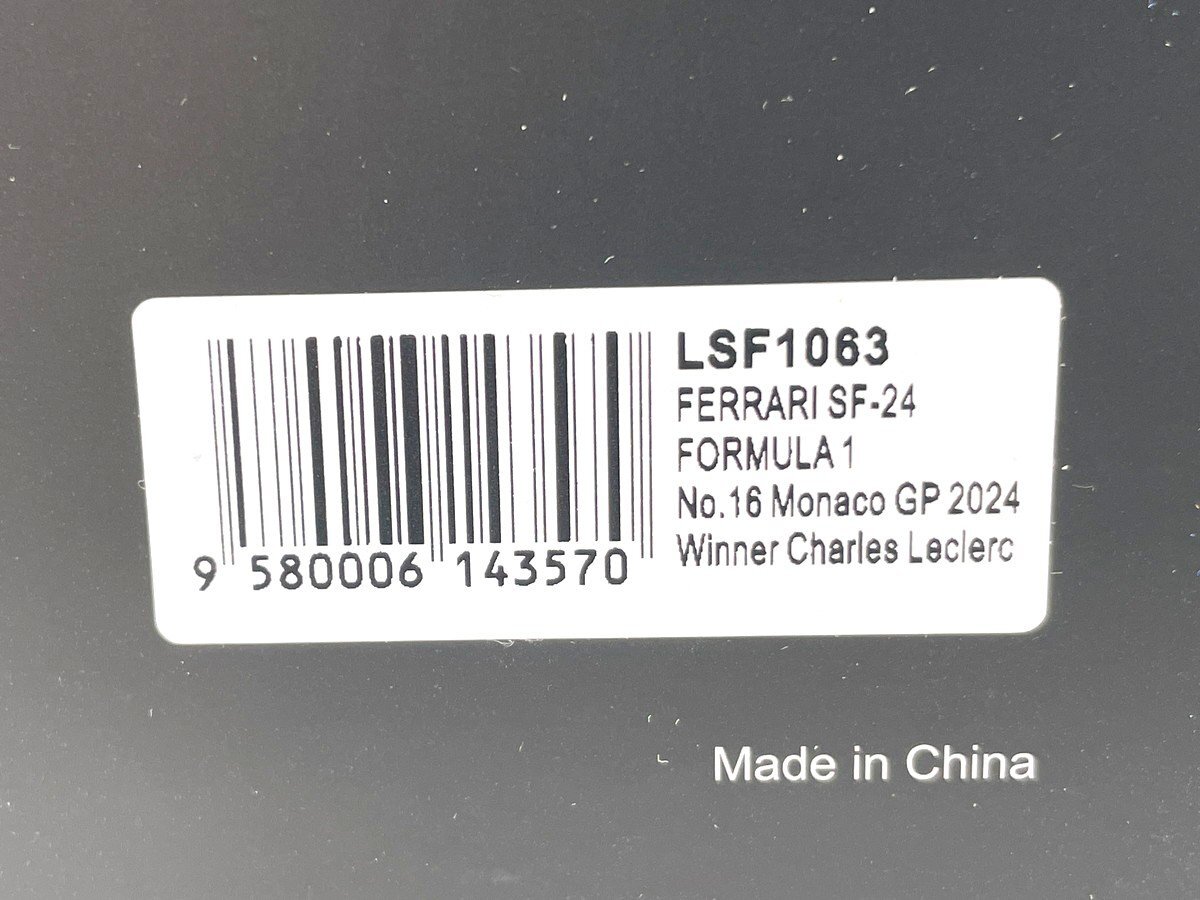 LSF1063
FERRARI SF-24
FORMULA 1
No.16 Monaco GP 2024
Winner Charles Leclerc
9 580006 143570
Made in China